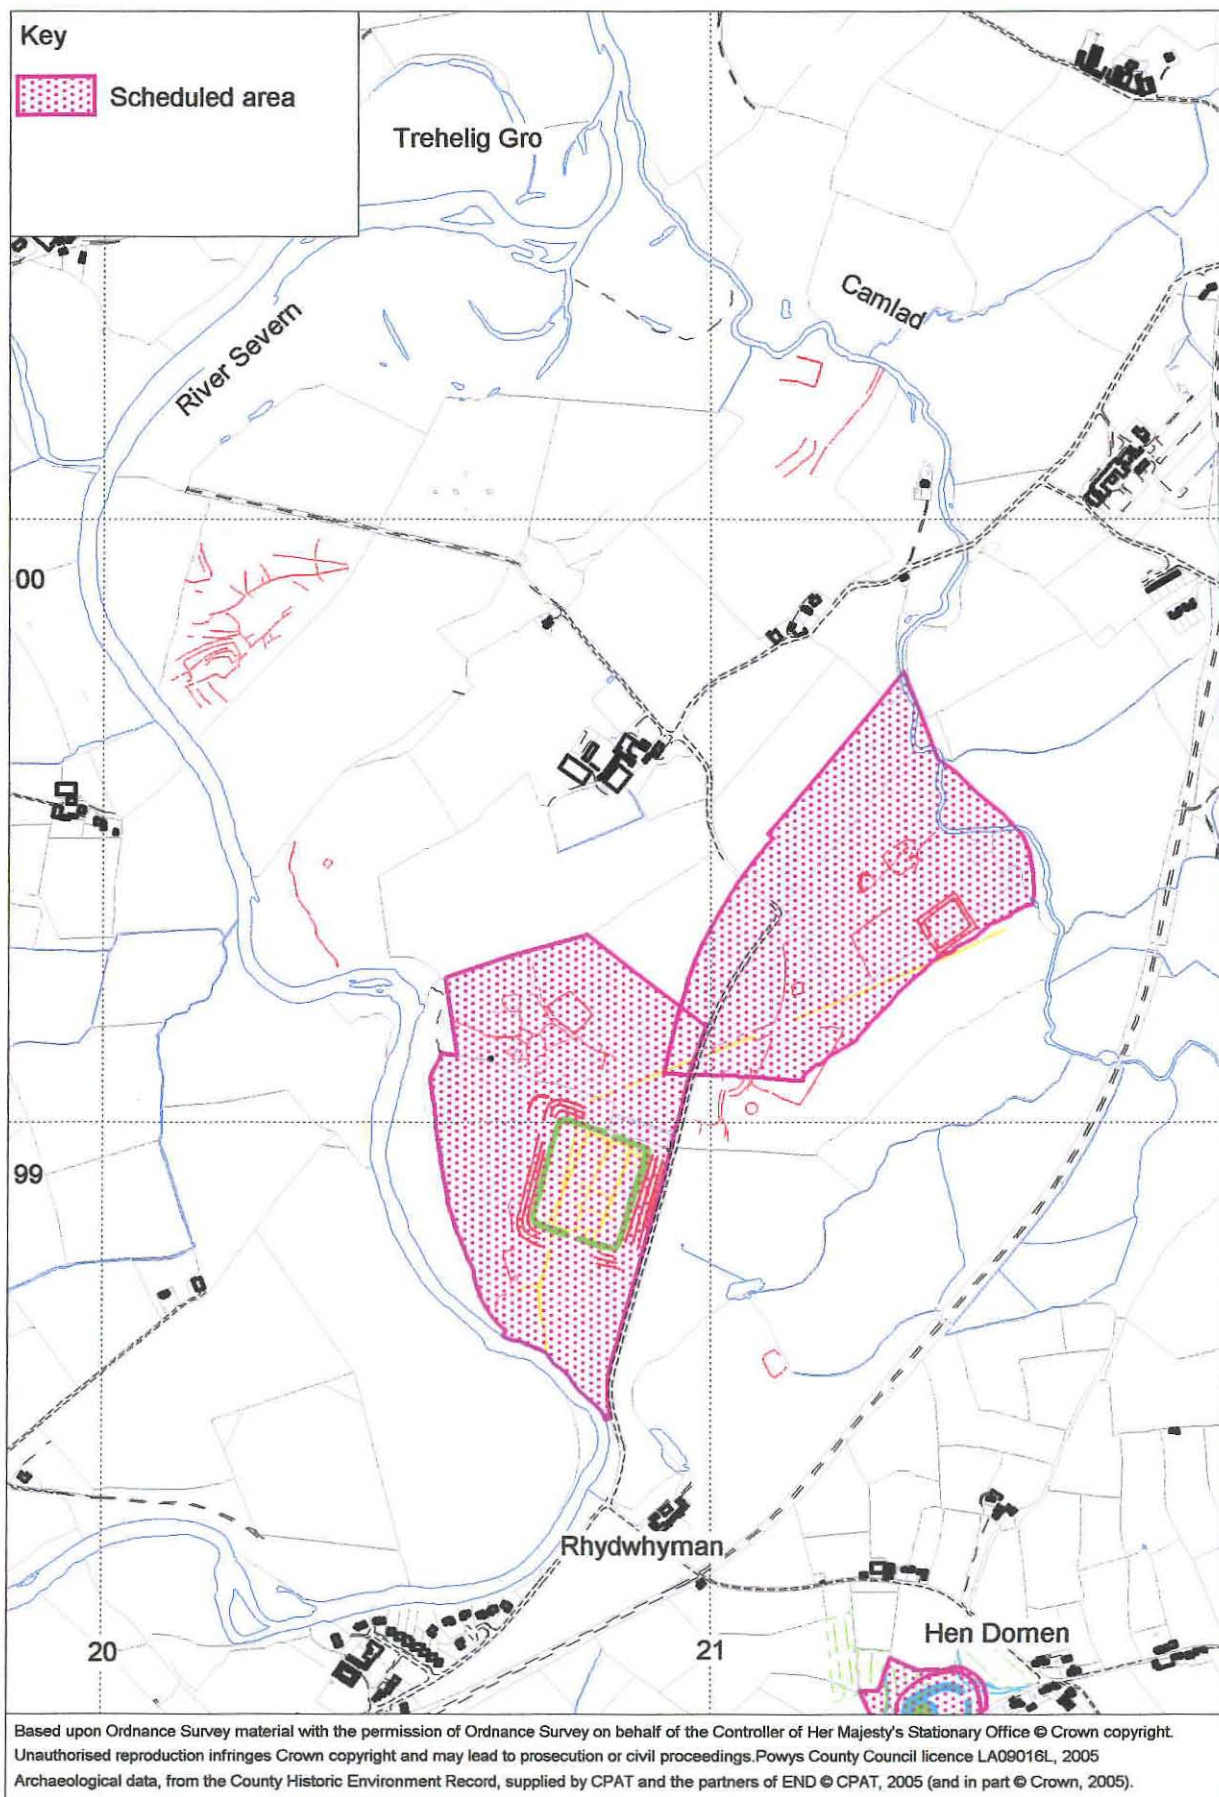 Key
Scheduled area
Trehelig Gro
Camlad
River Severn
00
99
Rhydwhyman
Hen Domen
20
21
Based upon Ordnance Survey material with the permission of Ordnance Survey on behalf of the Controller of Her Majesty's Stationary Office © Crown copyright.
Unauthorised reproduction infringes Crown copyright and may lead to prosecution or civil proceedings.Powys County Council licence LA09016L, 2005
Archaeological data, from the County Historic Environment Record, supplied by CPAT and the partners of END © CPAT, 2005 (and in part © Crown, 2005).